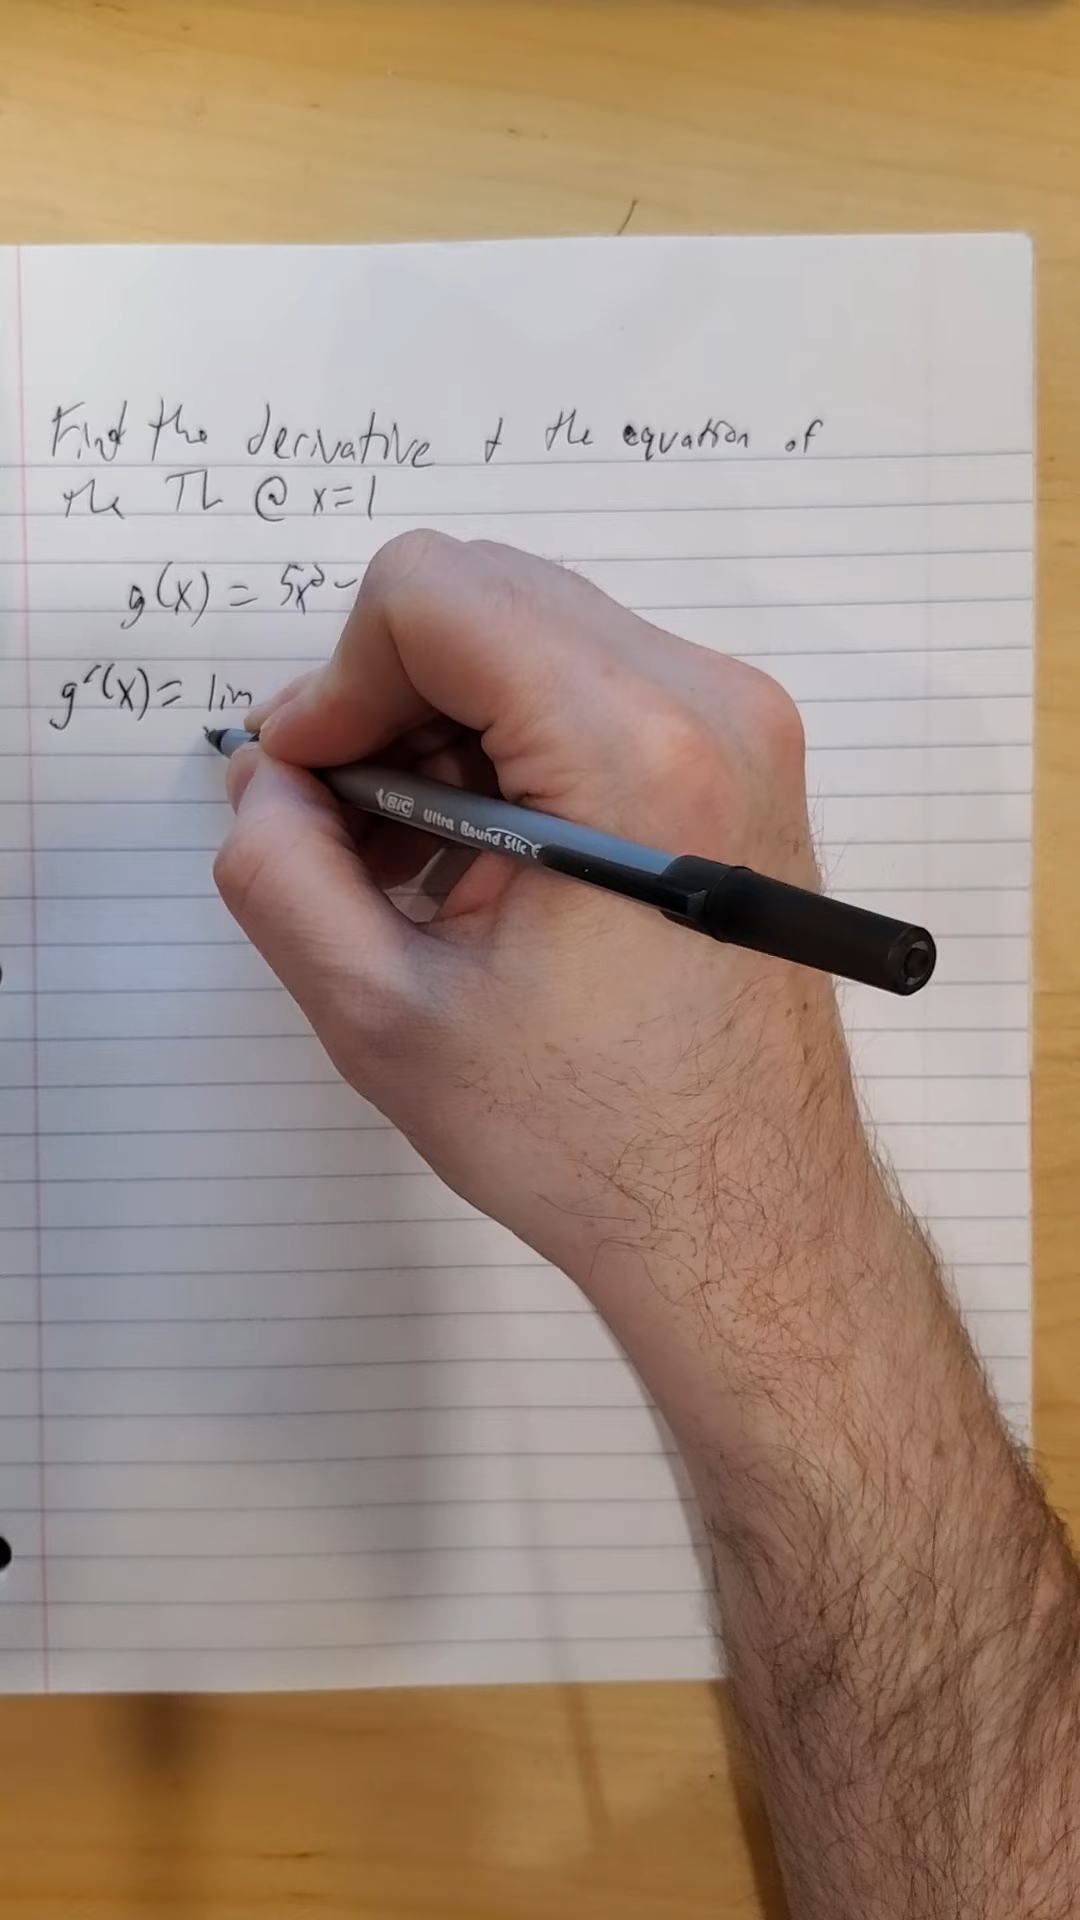 Find the derivative & the equation of
the TL @ x=1
g(x) = 5x² -
g'(x) = lim
BIC Ultra Round Stic